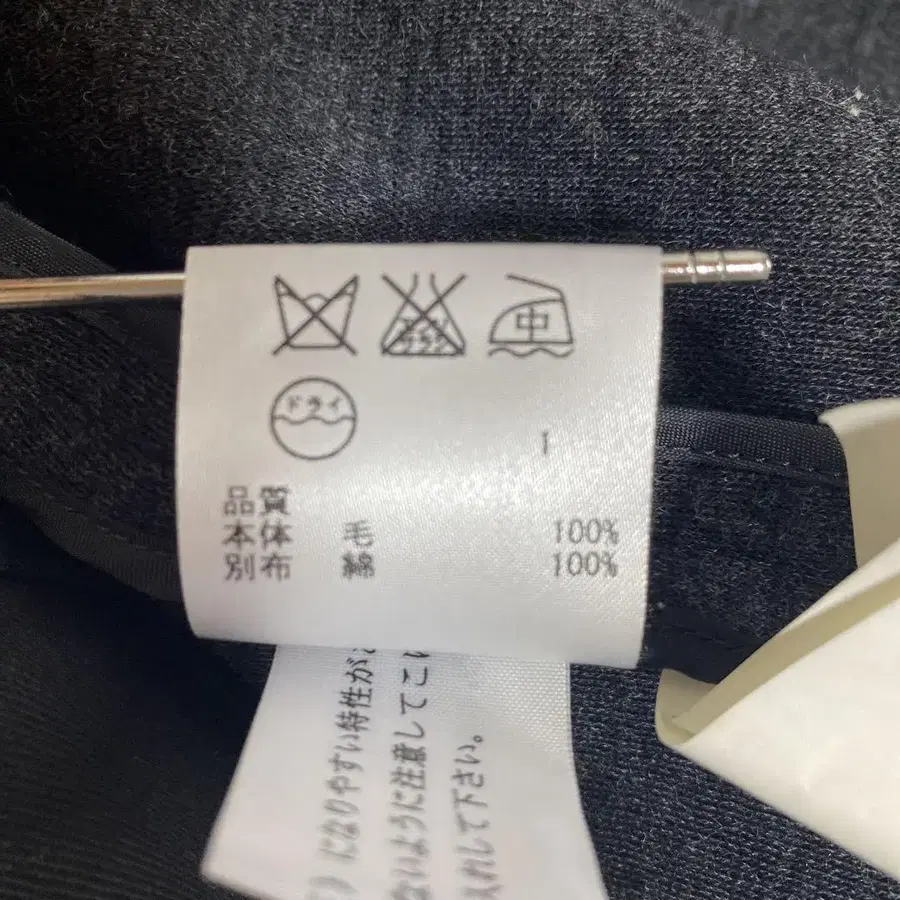 中
ドライ
品質
本体 毛 100%
別布 綿 100%
になりやすい特性が
ないように注意してこ
入れして下さい。